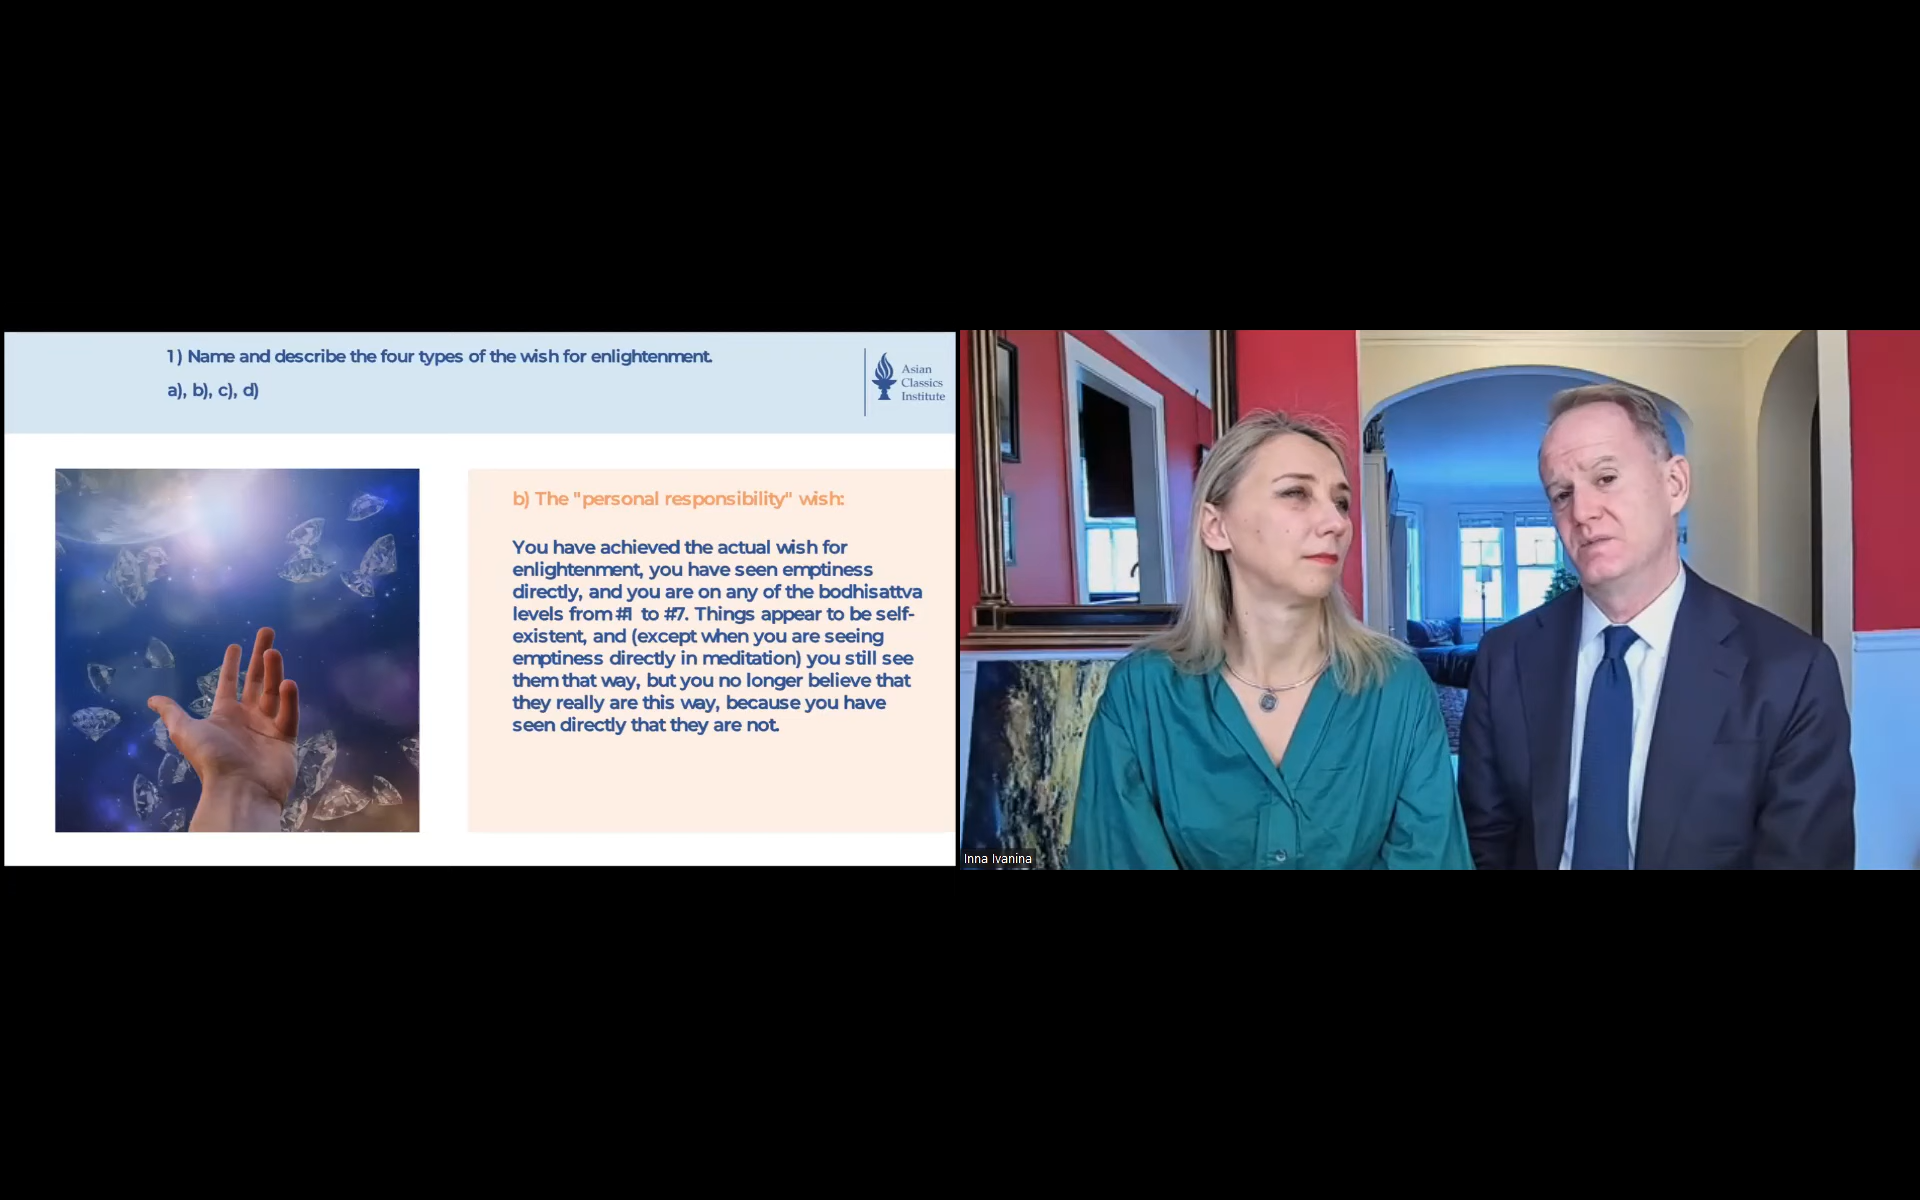 1) Name and describe the four types of the wish for enlightenment.
a), b), c), d)
Asian
Classics
Institute
b) The "personal responsibility" wish:
You have achieved the actual wish for
enlightenment, you have seen emptiness
directly, and you are on any of the bodhisattva
levels from #1 to #7. Things appear to be self-
existent, and (except when you are seeing
emptiness directly in meditation) you still see
them that way, but you no longer believe that
they really are this way, because you have
seen directly that they are not.
Inna Ivanina